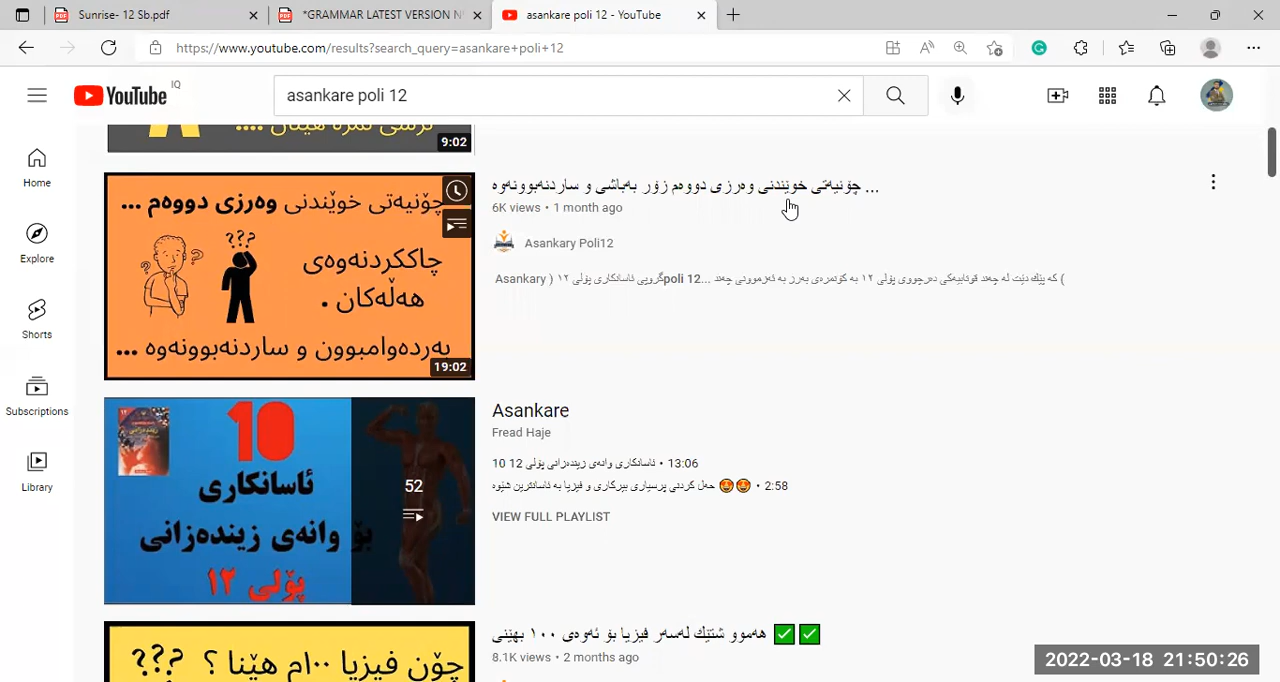 Sunrise- 12 Sb.pdf
*GRAMMAR LATEST VERSION N
asankare poli 12 - YouTube
https://www.youtube.com/results?search_query=asankare+poli+12
YouTube IQ
asankare poli 12
Home
Explore
Shorts
Subscriptions
Library
9:02
چۆنیەتی خوێندنی وەرزی دووەم ...
???
چاککردنەوەی
هەڵەکان .
بەردەوامبوون و ساردنەبوونەوە ...
19:02
چۆنیەتی خوێندنی وەرزی دووەم زۆر بەباشی و ساردنەبوونەوە ...
6K views • 1 month ago
Asankary Poli12
10
ئاسانکاری
بۆ وانەی زیندەزانی
پۆلی ١٢
52
Asankare
Fread Haje
10 ئاسانکاری وانەی زیندەزانی پۆلی 12 • 13:06
حەل کردنی پرسیاری بیرکاری و فیزیا بە ئاسانترین شێوە • 2:58
VIEW FULL PLAYLIST
چۆن فیزیا ١٠٠م هێنا ؟ ???
هەموو شتێك لەسەر فیزیا بۆ ئەوەی ١٠٠ بهێنی
8.1K views • 2 months ago
2022-03-18 21:50:26